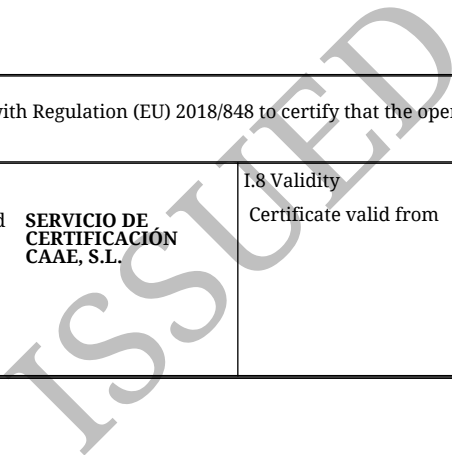 with Regulation (EU) 2018/848 to certify that the oper
I.8 Validity
SERVICIO DE
CERTIFICACIÓN
CAAE, S.L.
Certificate valid from
ISSUED